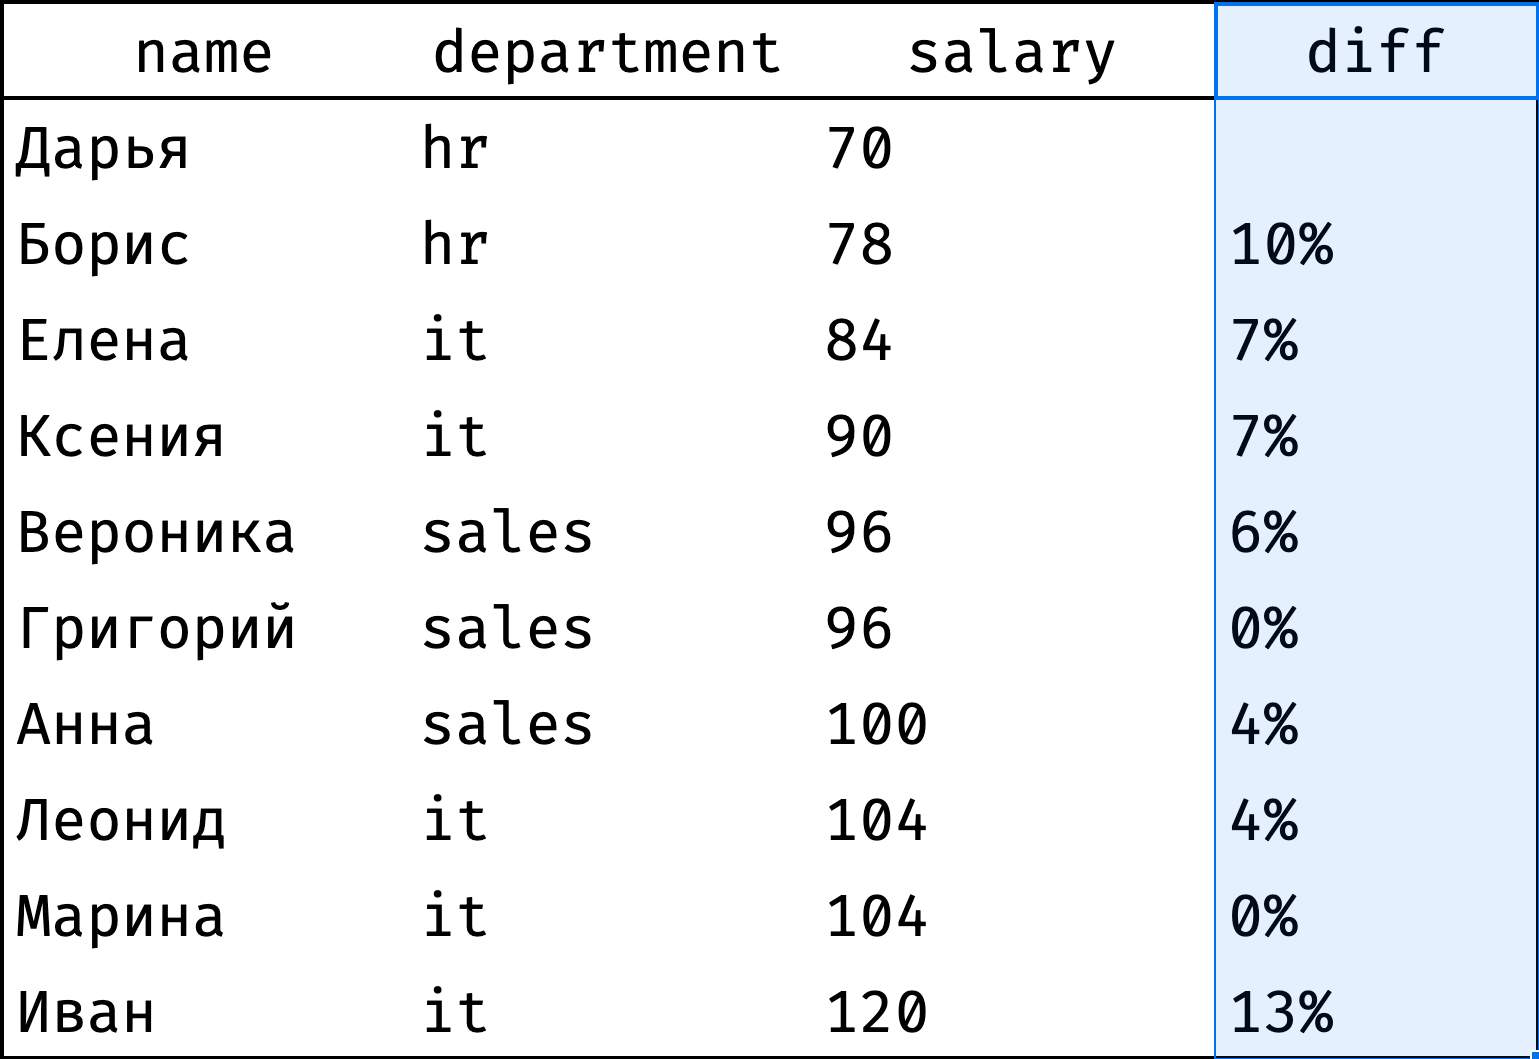 name department salary diff
Дарья hr 70
Борис hr 78 10%
Елена it 84 7%
Ксения it 90 7%
Вероника sales 96 6%
Григорий sales 96 0%
Анна sales 100 4%
Леонид it 104 4%
Марина it 104 0%
Иван it 120 13%